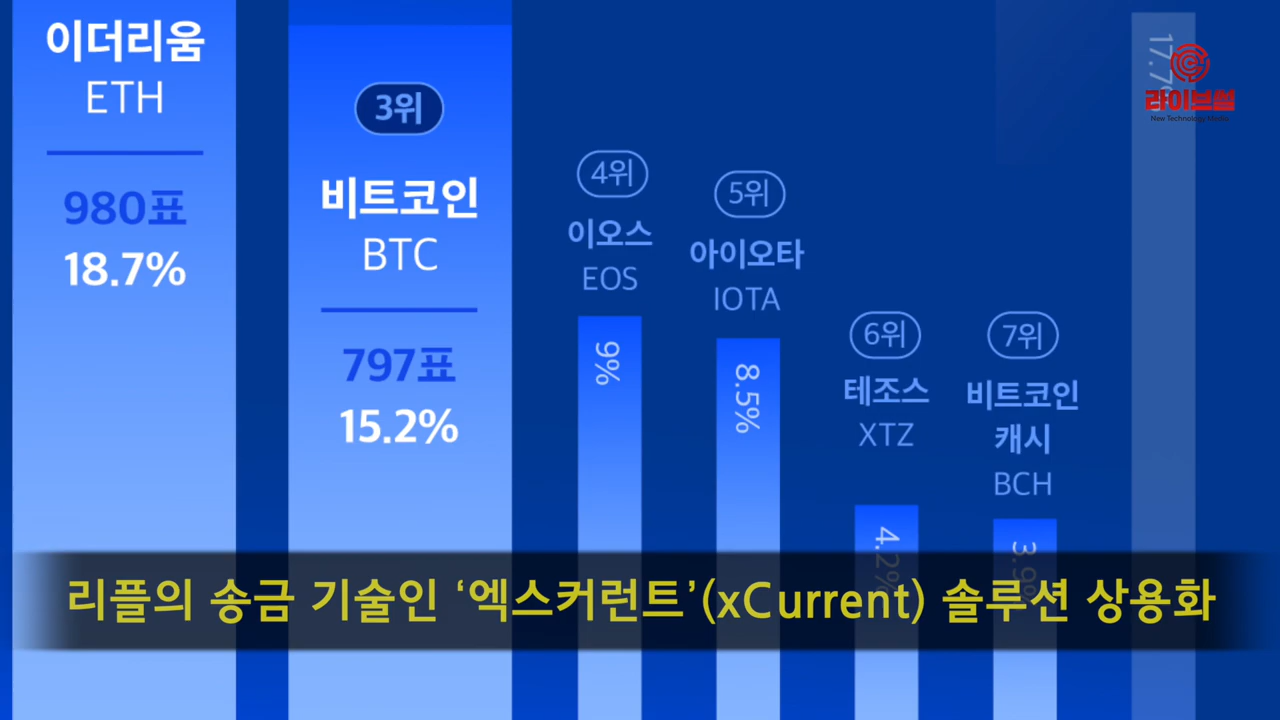 이더리움
ETH
980표
18.7%
3위
비트코인
BTC
797표
15.2%
4위
이오스
EOS
9%
5위
아이오타
IOTA
8.5%
6위
테조스
XTZ
4.2%
7위
비트코인
캐시
BCH
3.9%
라이브썸
New Technology Media
리플의 송금 기술인 ‘엑스커런트’(xCurrent) 솔루션 상용화